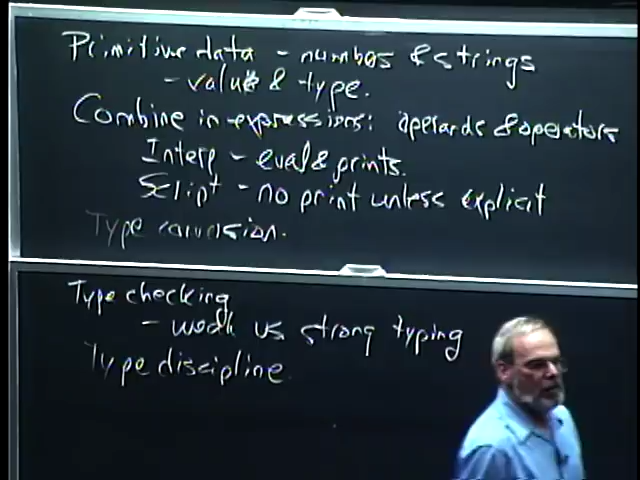 Primitive data - numbers & strings
- value & type.
Combine in expressions: operands & operators
Interp - eval & prints.
Script - no print unless explicit
Type conversion.
Type checking
- weak vs strong typing
Type discipline